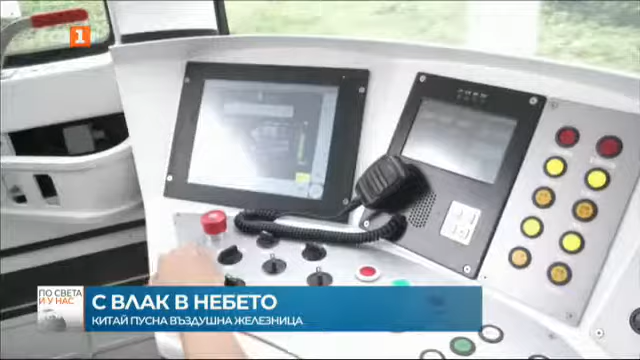 1
ПО СВЕТА
И У НАС
С ВЛАК В НЕБЕТО
КИТАЙ ПУСНА ВЪЗДУШНА ЖЕЛЕЗНИЦА